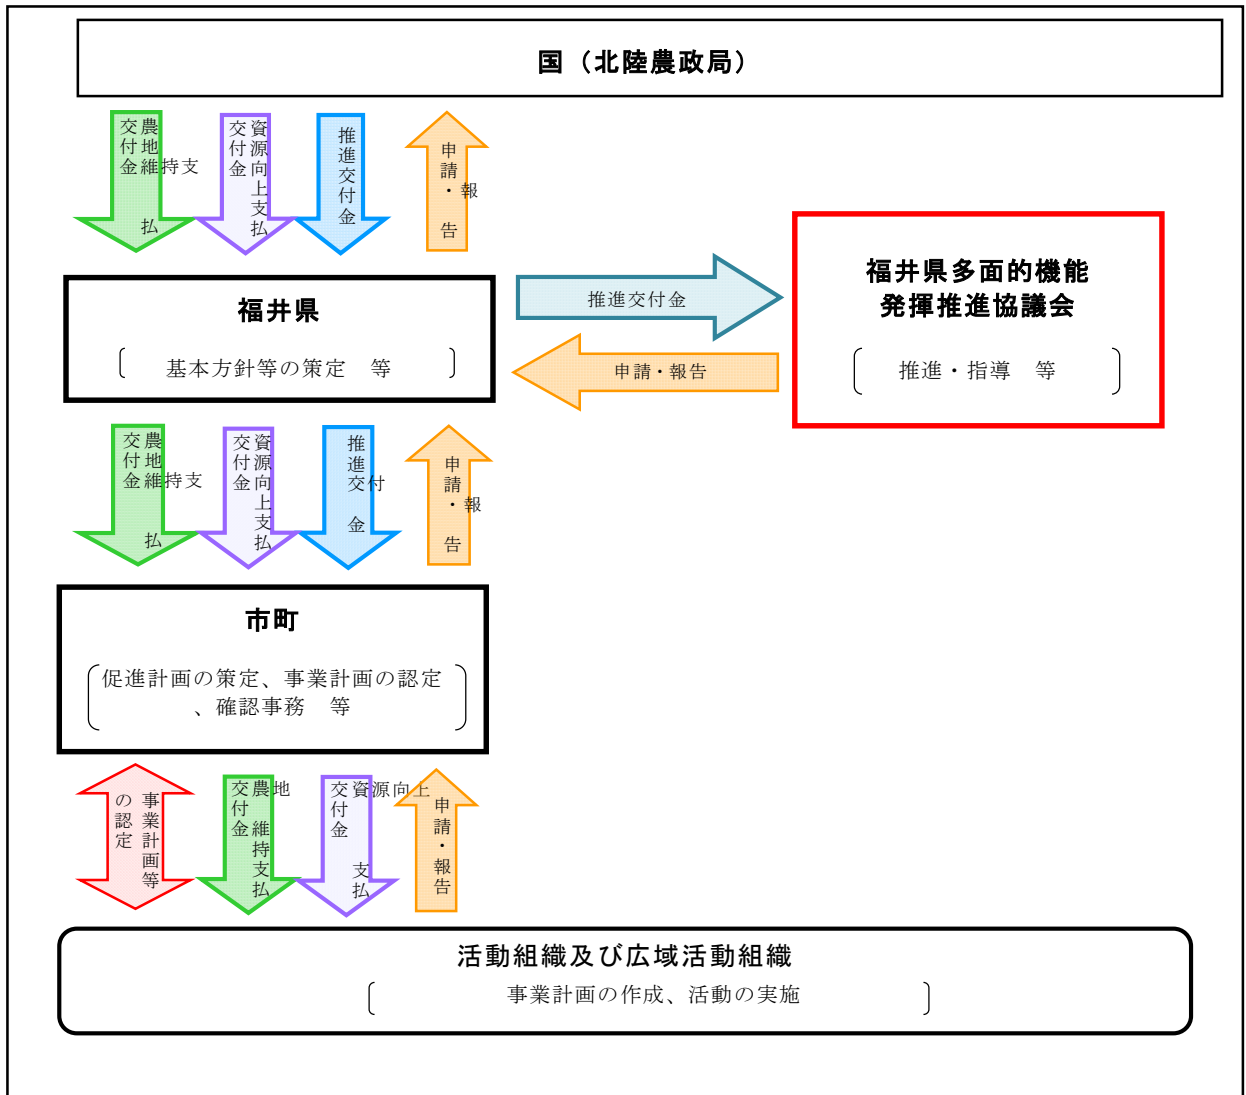 国（北陸農政局）
農地維持支払
交付金
資源向上支払
交付金
推進交付金
申請・報告
福井県
基本方針等の策定　等
推進交付金
申請・報告
福井県多面的機能
発揮推進協議会
推進・指導　等
農地維持支払
交付金
資源向上支払
交付金
推進交付金
申請・報告
市町
促進計画の策定、事業計画の認定
、確認事務　等
事業計画等
の認定
農地維持支払
交付金
資源向上支払
交付金
申請・報告
活動組織及び広域活動組織
事業計画の作成、活動の実施